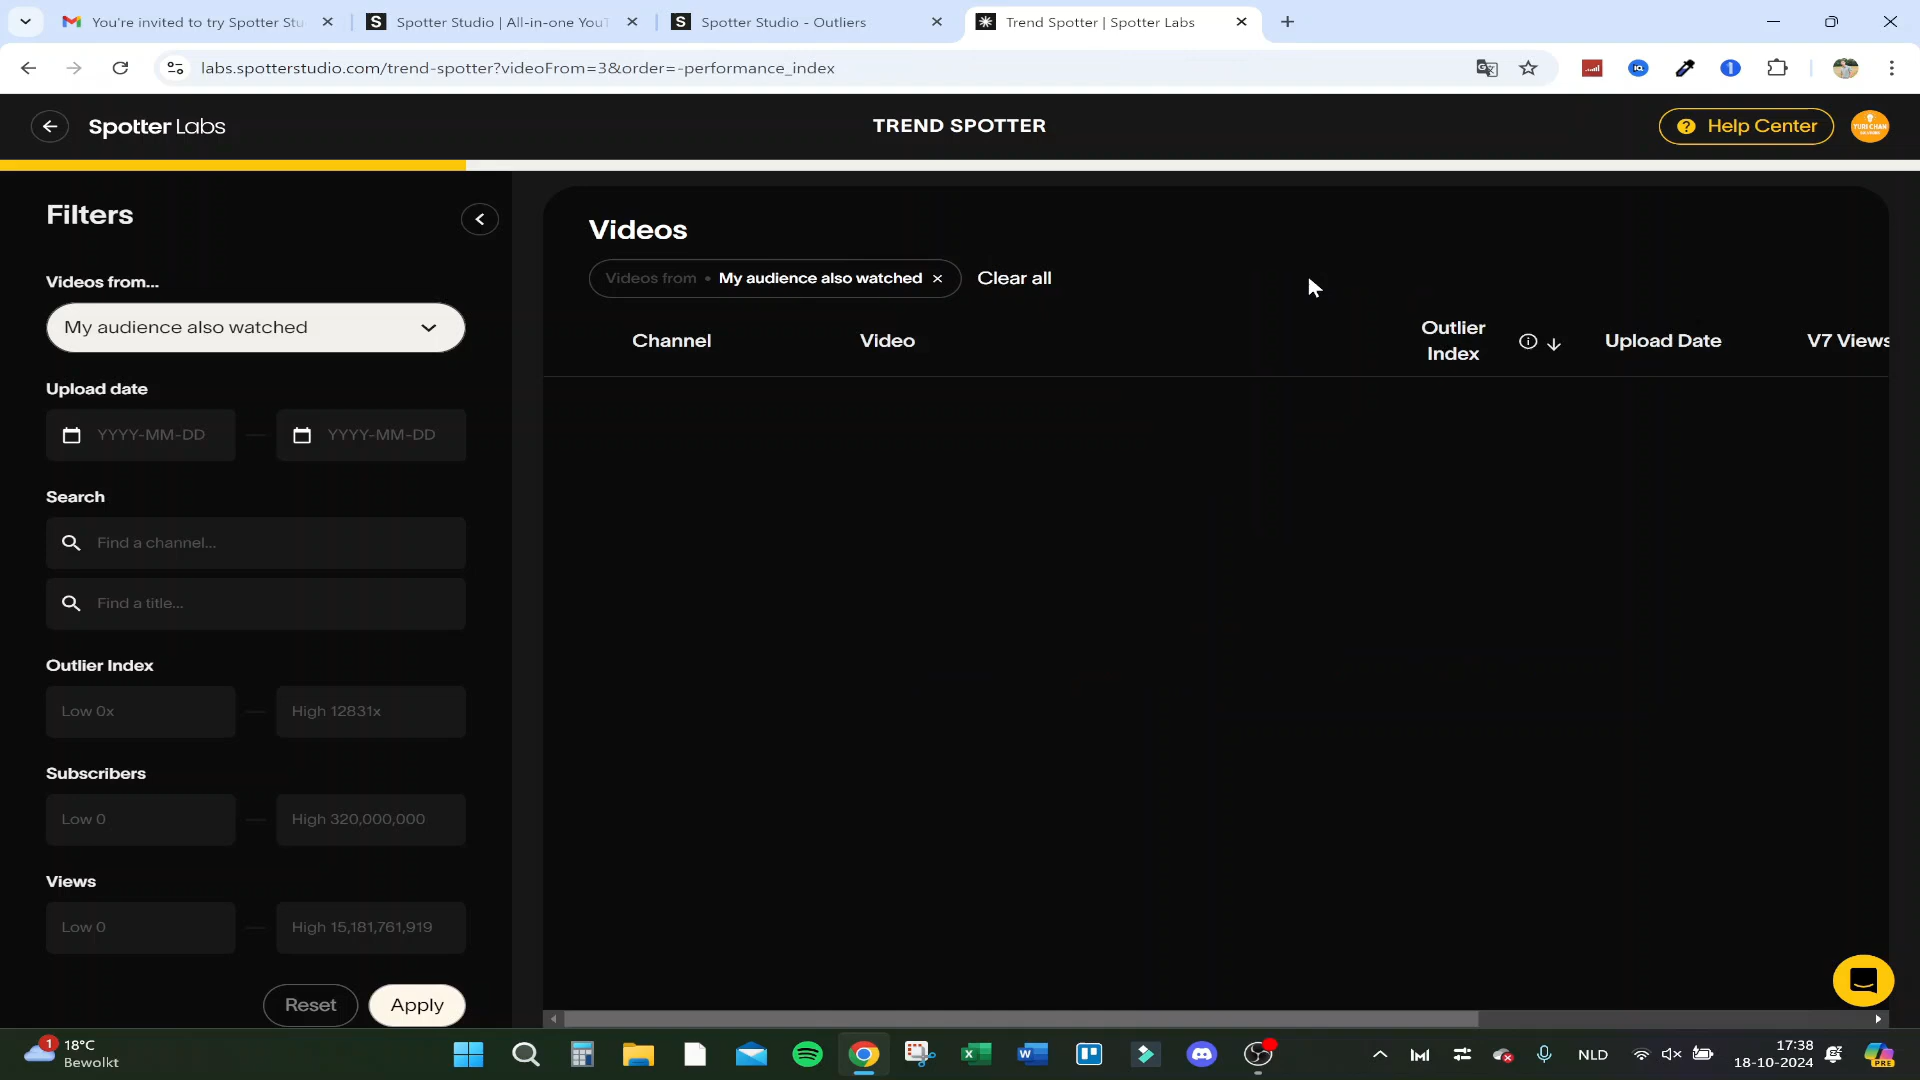 You're invited to try Spotter Stu
Spotter Studio | All-in-one YouT
Spotter Studio - Outliers
Trend Spotter | Spotter Labs
labs.spotterstudio.com/trend-spotter?videoFrom=3&order=-performance_index
Spotter Labs
TREND SPOTTER
Help Center
YURI CHAN
Filters
Videos from...
My audience also watched
Upload date
YYYY-MM-DD
YYYY-MM-DD
Search
Find a channel...
Find a title...
Outlier Index
Low 0x
High 12831x
Subscribers
Low 0
High 320,000,000
Views
Low 0
High 15,181,761,919
Reset
Apply
Videos
Videos from • My audience also watched
Clear all
Channel
Video
Outlier
Index
Upload Date
V7 Views
1
18°C
Bewolkt
NLD
17:38
18-10-2024
PRE